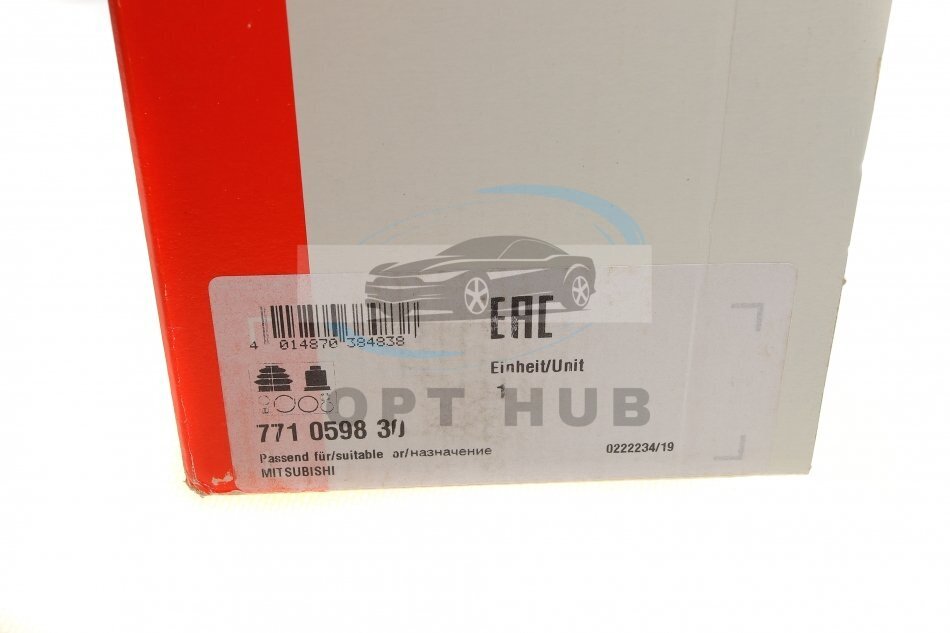 EAC
4 014870 384838
Einheit/Unit
1
OPT HUB
771 0598 30
Passend für/suitable or/назначение
0222234/19
MITSUBISHI